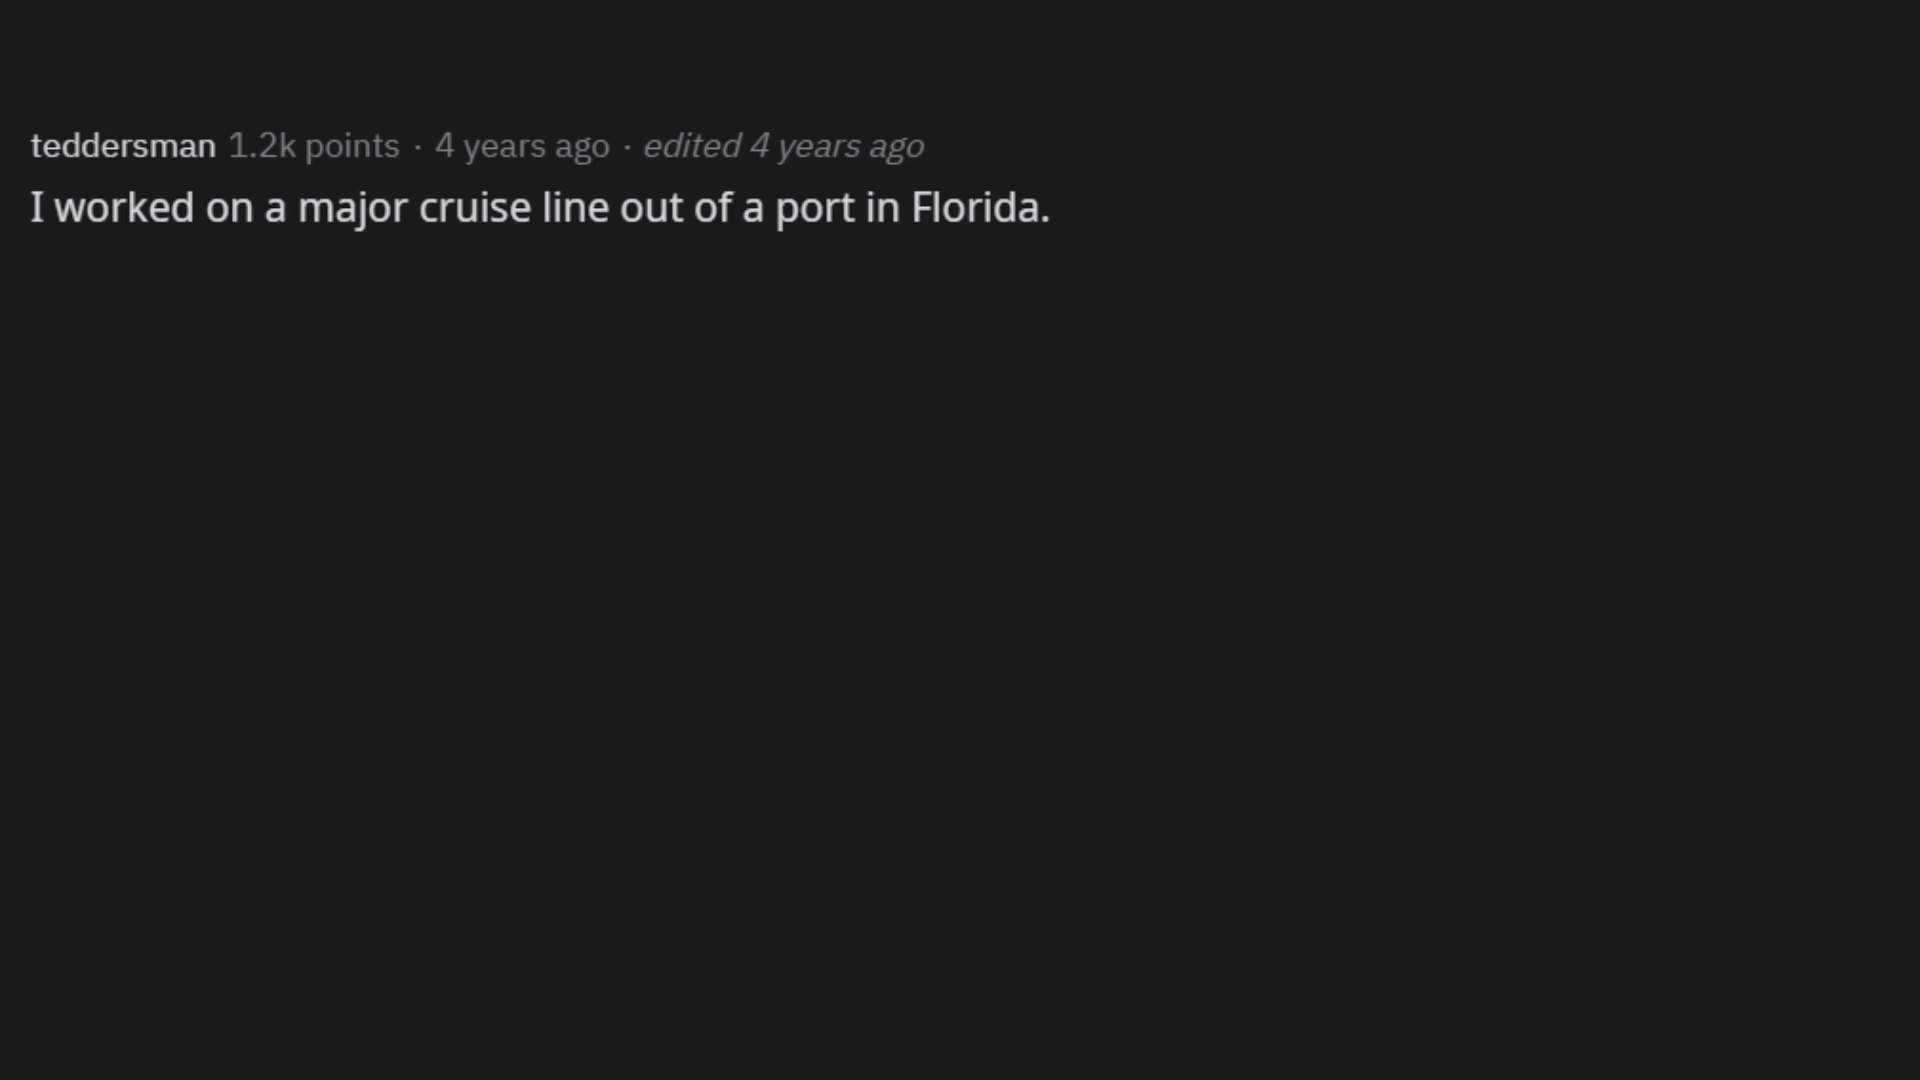 teddersman 1.2k points · 4 years ago · edited 4 years ago
I worked on a major cruise line out of a port in Florida.